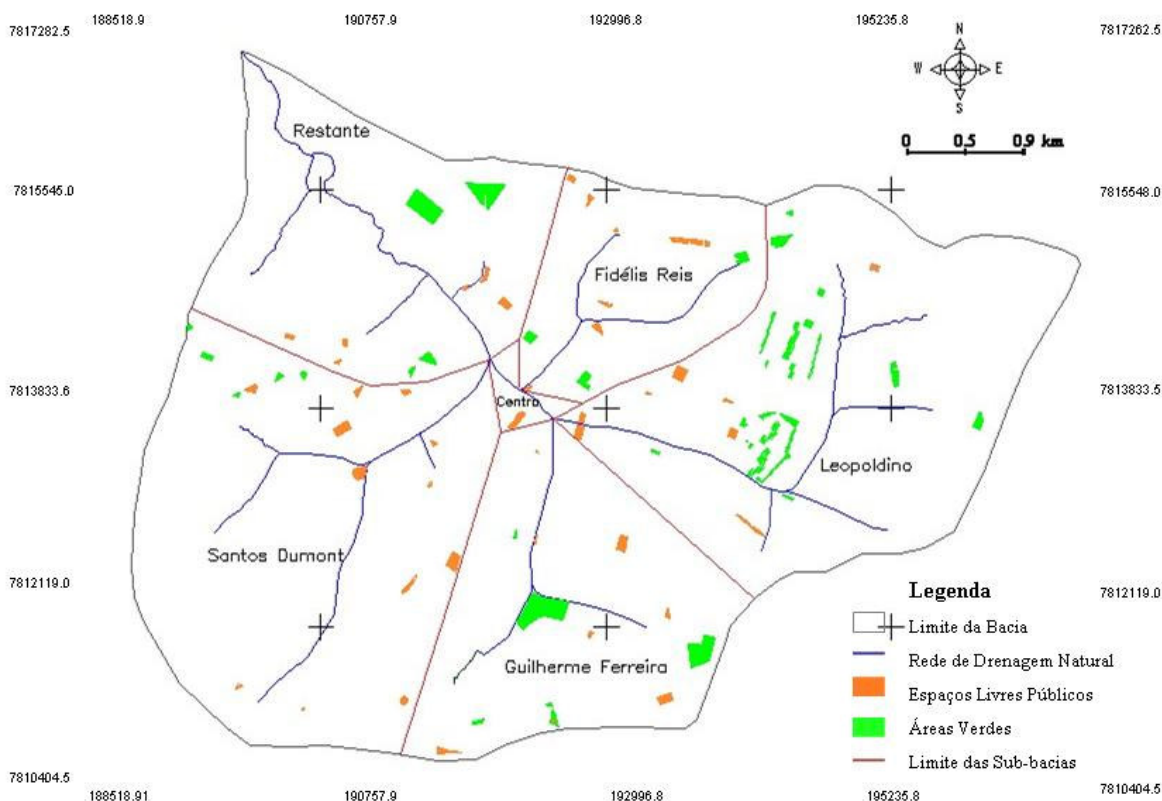 188518.9 190757.9 192996.8 195235.8
7817282.5 7817262.5
N
W E
S
Restante
0 0.5 0.9 km
7815545.0 7815548.0
Fidélis Reis
7813833.6 7813833.5
Centro
Leopoldino
Santos Dumont
7812119.0 7812119.0
Legenda
Limite da Bacia
Rede de Drenagem Natural
Guilherme Ferreira
Espaços Livres Públicos
Áreas Verdes
Limite das Sub-bacias
7810404.5 7810404.5
188518.91 190757.9 192996.8 195235.8